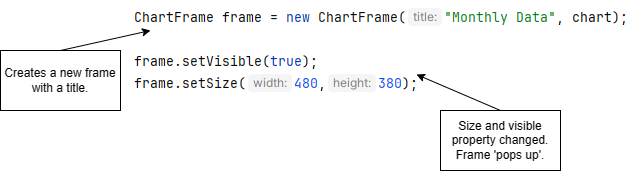 ChartFrame frame = new ChartFrame( title: "Monthly Data", chart);
Creates a new frame
with a title.
frame.setVisible(true);
frame.setSize( width: 480, height: 380);
Size and visible
property changed.
Frame 'pops up'.